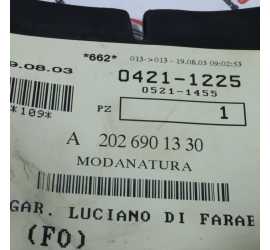 *662* 013->013 - 19.08.03 09:02:53
9.08.03
0421-1225
0521-1455
*109*
PZ 1
A 202 690 13 30
MODANATURA
GAR. LUCIANO DI FARAE
(FO)